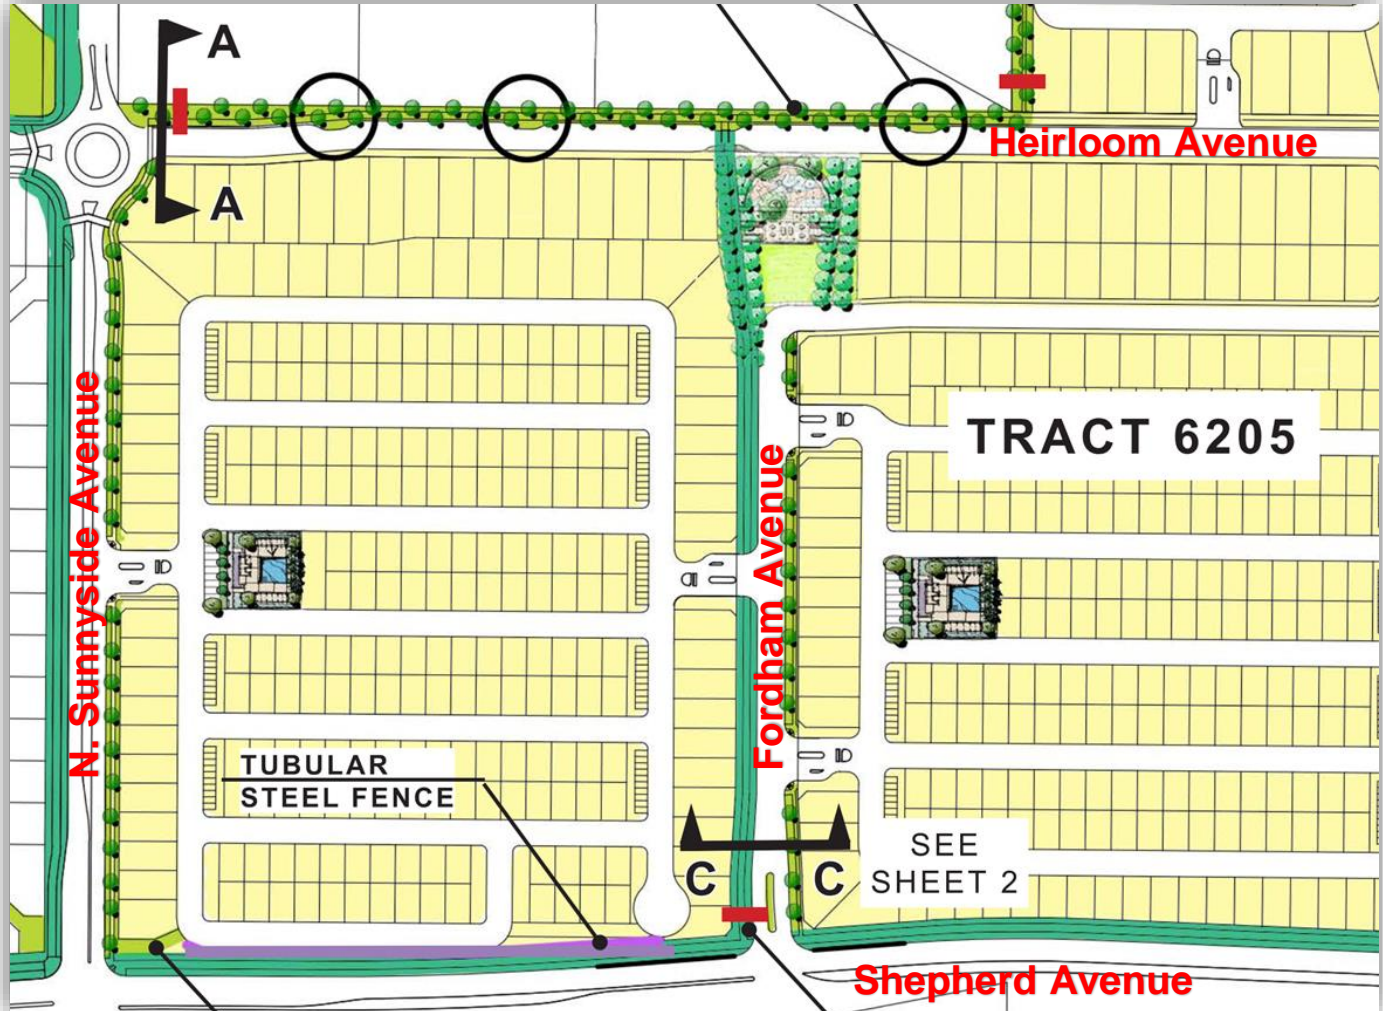 A
Heirloom Avenue
A
N. Sunnyside Avenue
TRACT 6205
Fordham Avenue
TUBULAR
STEEL FENCE
C
C
SEE
SHEET 2
Shepherd Avenue